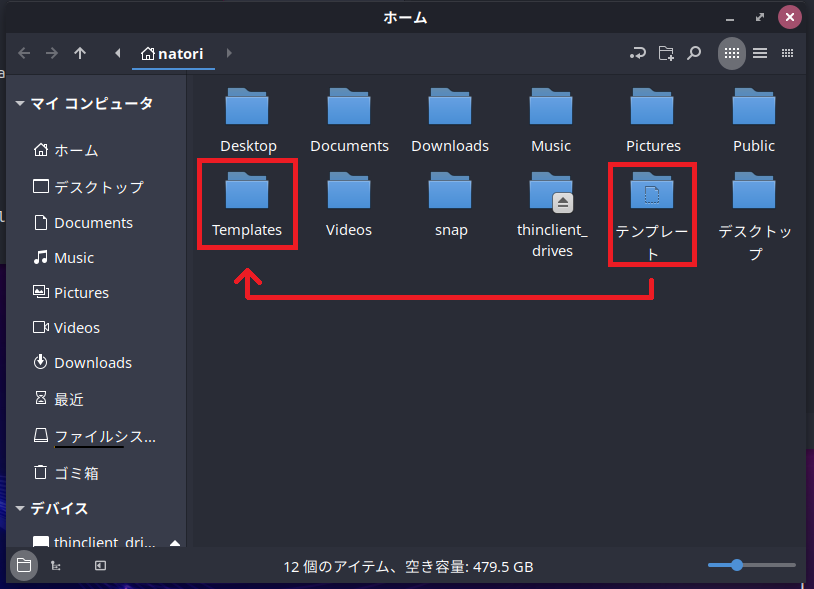 ホーム
natori
マイ コンピュータ
ホーム
デスクトップ
Documents
Music
Pictures
Videos
Downloads
最近
ファイルシス...
ゴミ箱
デバイス
thinclient_dri...
Desktop
Documents
Downloads
Music
Pictures
Public
Templates
Videos
snap
thinclient_
drives
テンプレー
ト
デスクトッ
プ
12 個のアイテム、空き容量: 479.5 GB